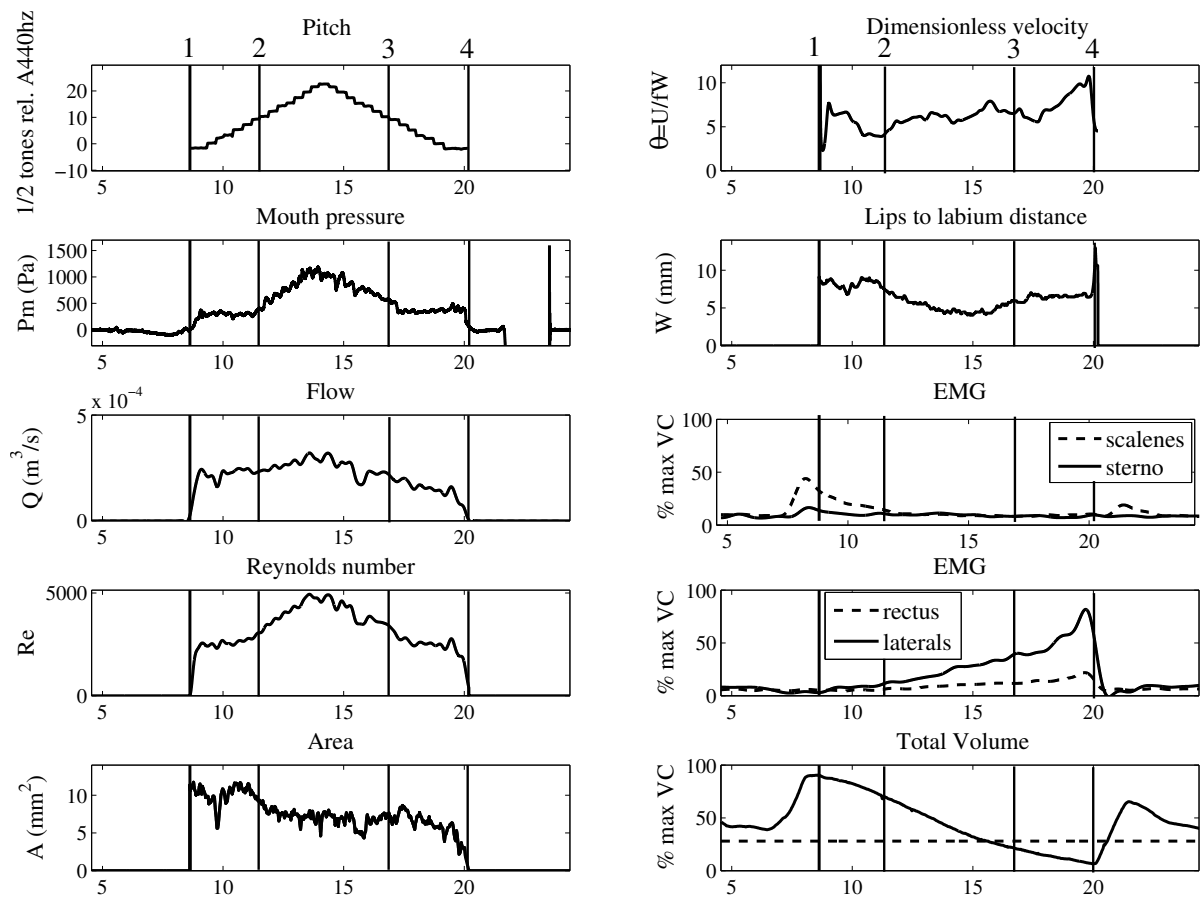 Pitch
1 2 3 4
1/2 tones rel. A440hz
20
10
0
−10
5 10 15 20
Mouth pressure
Pm (Pa)
1500
1000
500
0
5 10 15 20
Flow
x 10−4
Q (m3/s)
5
0
5 10 15 20
Reynolds number
Re
5000
0
5 10 15 20
Area
A (mm2)
10
5
0
5 10 15 20
Dimensionless velocity
1 2 3 4
θ=U/fW
10
5
0
5 10 15 20
Lips to labium distance
W (mm)
10
5
0
5 10 15 20
EMG
% max VC
100
50
0
scalenes
sterno
5 10 15 20
EMG
% max VC
100
50
0
rectus
laterals
5 10 15 20
Total Volume
% max VC
100
50
0
5 10 15 20